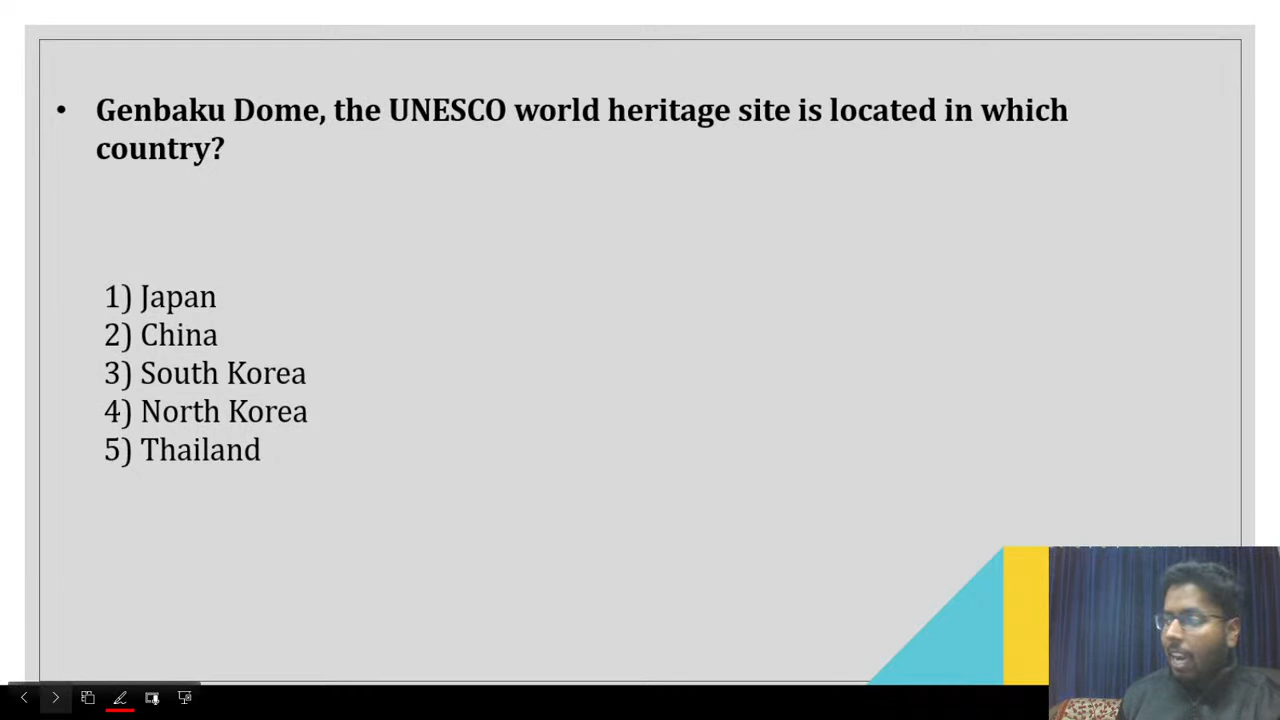 • Genbaku Dome, the UNESCO world heritage site is located in which
country?
1) Japan
2) China
3) South Korea
4) North Korea
5) Thailand